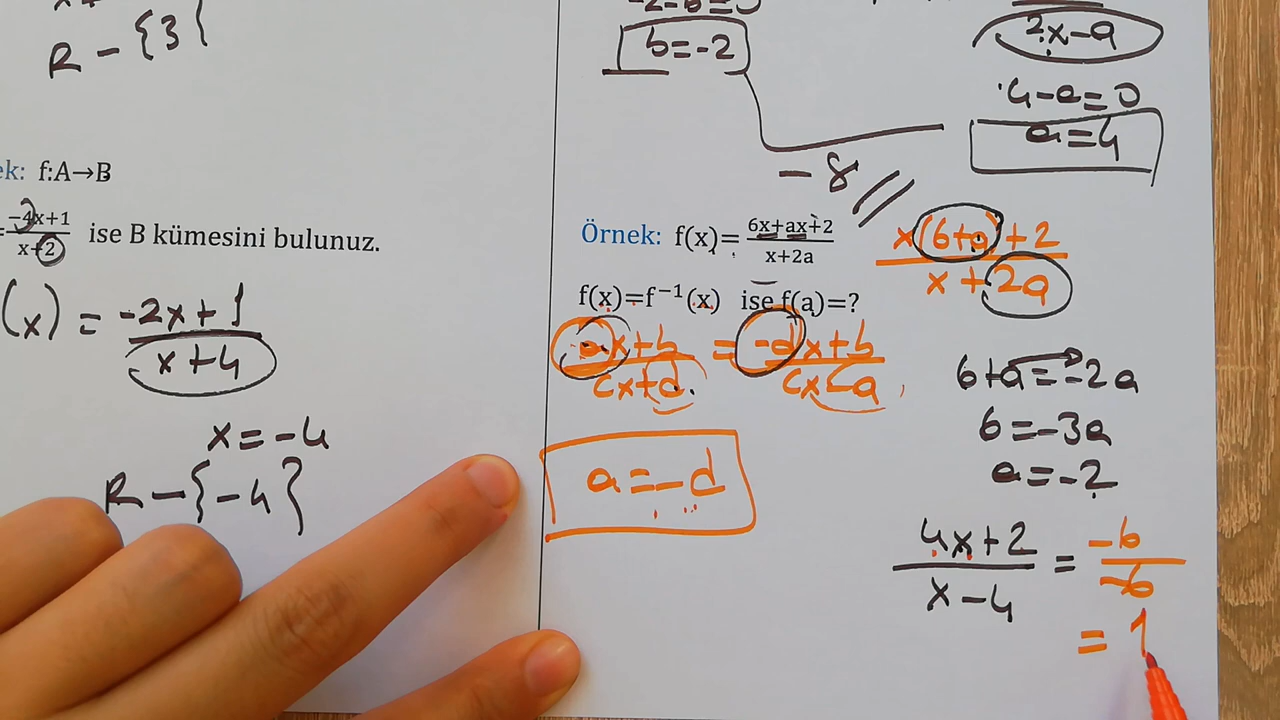 R - {3}
ek: f:A→B
= -4x+1 / x+2 ise B kümesini bulunuz.
(x) = -2x+1 / x+4
x = -4
R - {-4}
b = -2
2x-a
4-a=0
a=4
-8 //
Örnek: f(x)= 6x+ax+2 / x+2a
f(x)=f⁻¹(x) ise f(a)=?
x(6+a)+2 / x+2a
ax+b / cx+d = -dx+b / cx-a
a=-d
6+a=-2a
6=-3a
a=-2
4x+2 / x-4 = -6 / -6
= 1